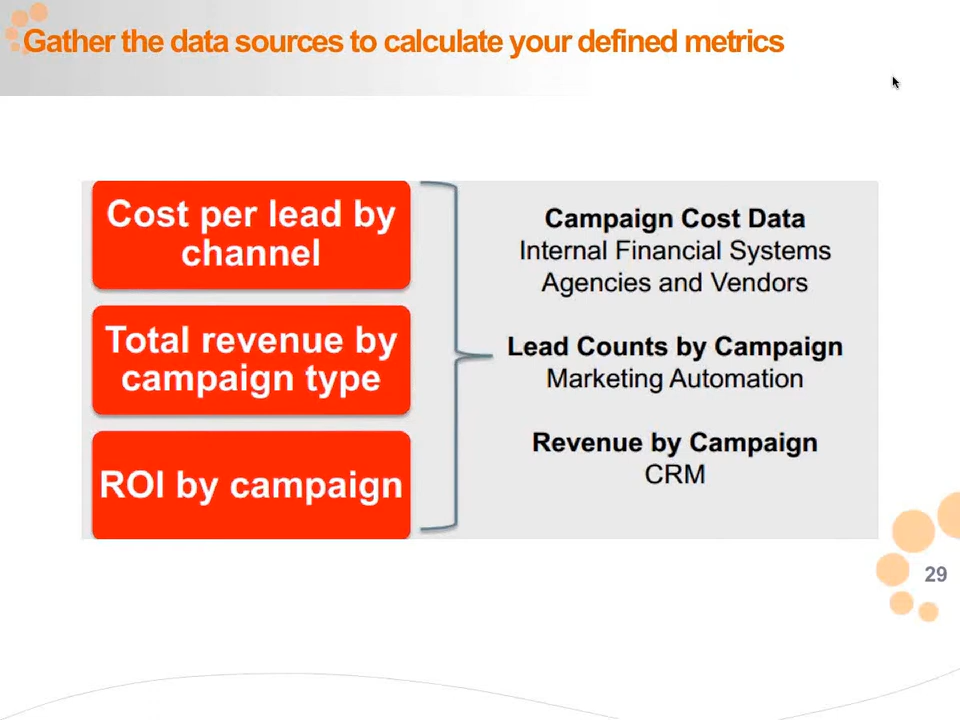 Gather the data sources to calculate your defined metrics
Cost per lead by
channel
Total revenue by
campaign type
ROI by campaign
Campaign Cost Data
Internal Financial Systems
Agencies and Vendors
Lead Counts by Campaign
Marketing Automation
Revenue by Campaign
CRM
29